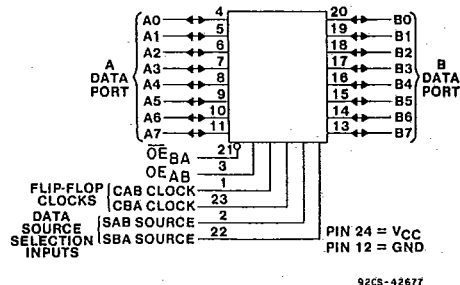 A0 4 20 B0
A1 5 19 B1
A2 6 18 B2
A3 7 17 B3
A4 8 16 B4
A5 9 15 B5
A6 10 14 B6
A7 11 13 B7
A DATA PORT
B DATA PORT
OE̅BA 21
OEAB 3
FLIP-FLOP CLOCKS
CAB CLOCK 1
CBA CLOCK 23
DATA SOURCE SELECTION INPUTS
SAB SOURCE 2
SBA SOURCE 22
PIN 24 = VCC
PIN 12 = GND
92CS-42677